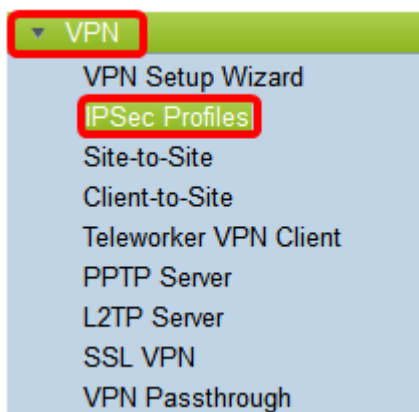 VPN
VPN Setup Wizard
IPSec Profiles
Site-to-Site
Client-to-Site
Teleworker VPN Client
PPTP Server
L2TP Server
SSL VPN
VPN Passthrough